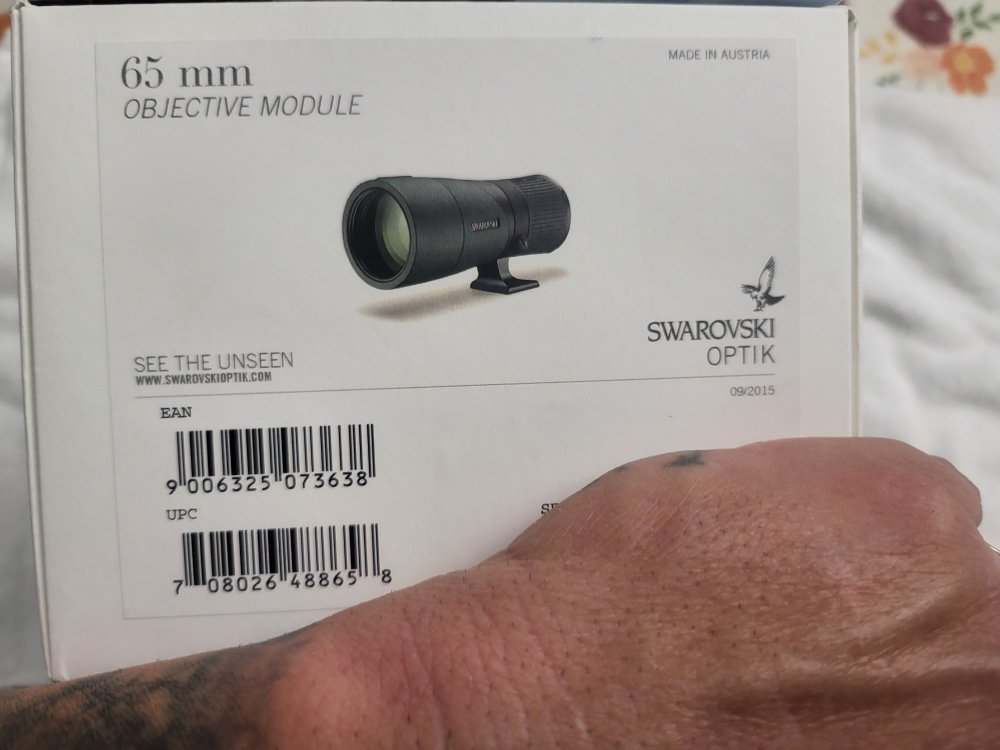 65 mm
OBJECTIVE MODULE
MADE IN AUSTRIA
SWAROVSKI
SWAROVSKI
OPTIK
SEE THE UNSEEN
WWW.SWAROVSKIOPTIK.COM
09/2015
EAN
9 006325 073638
UPC
7 08026 48865 8